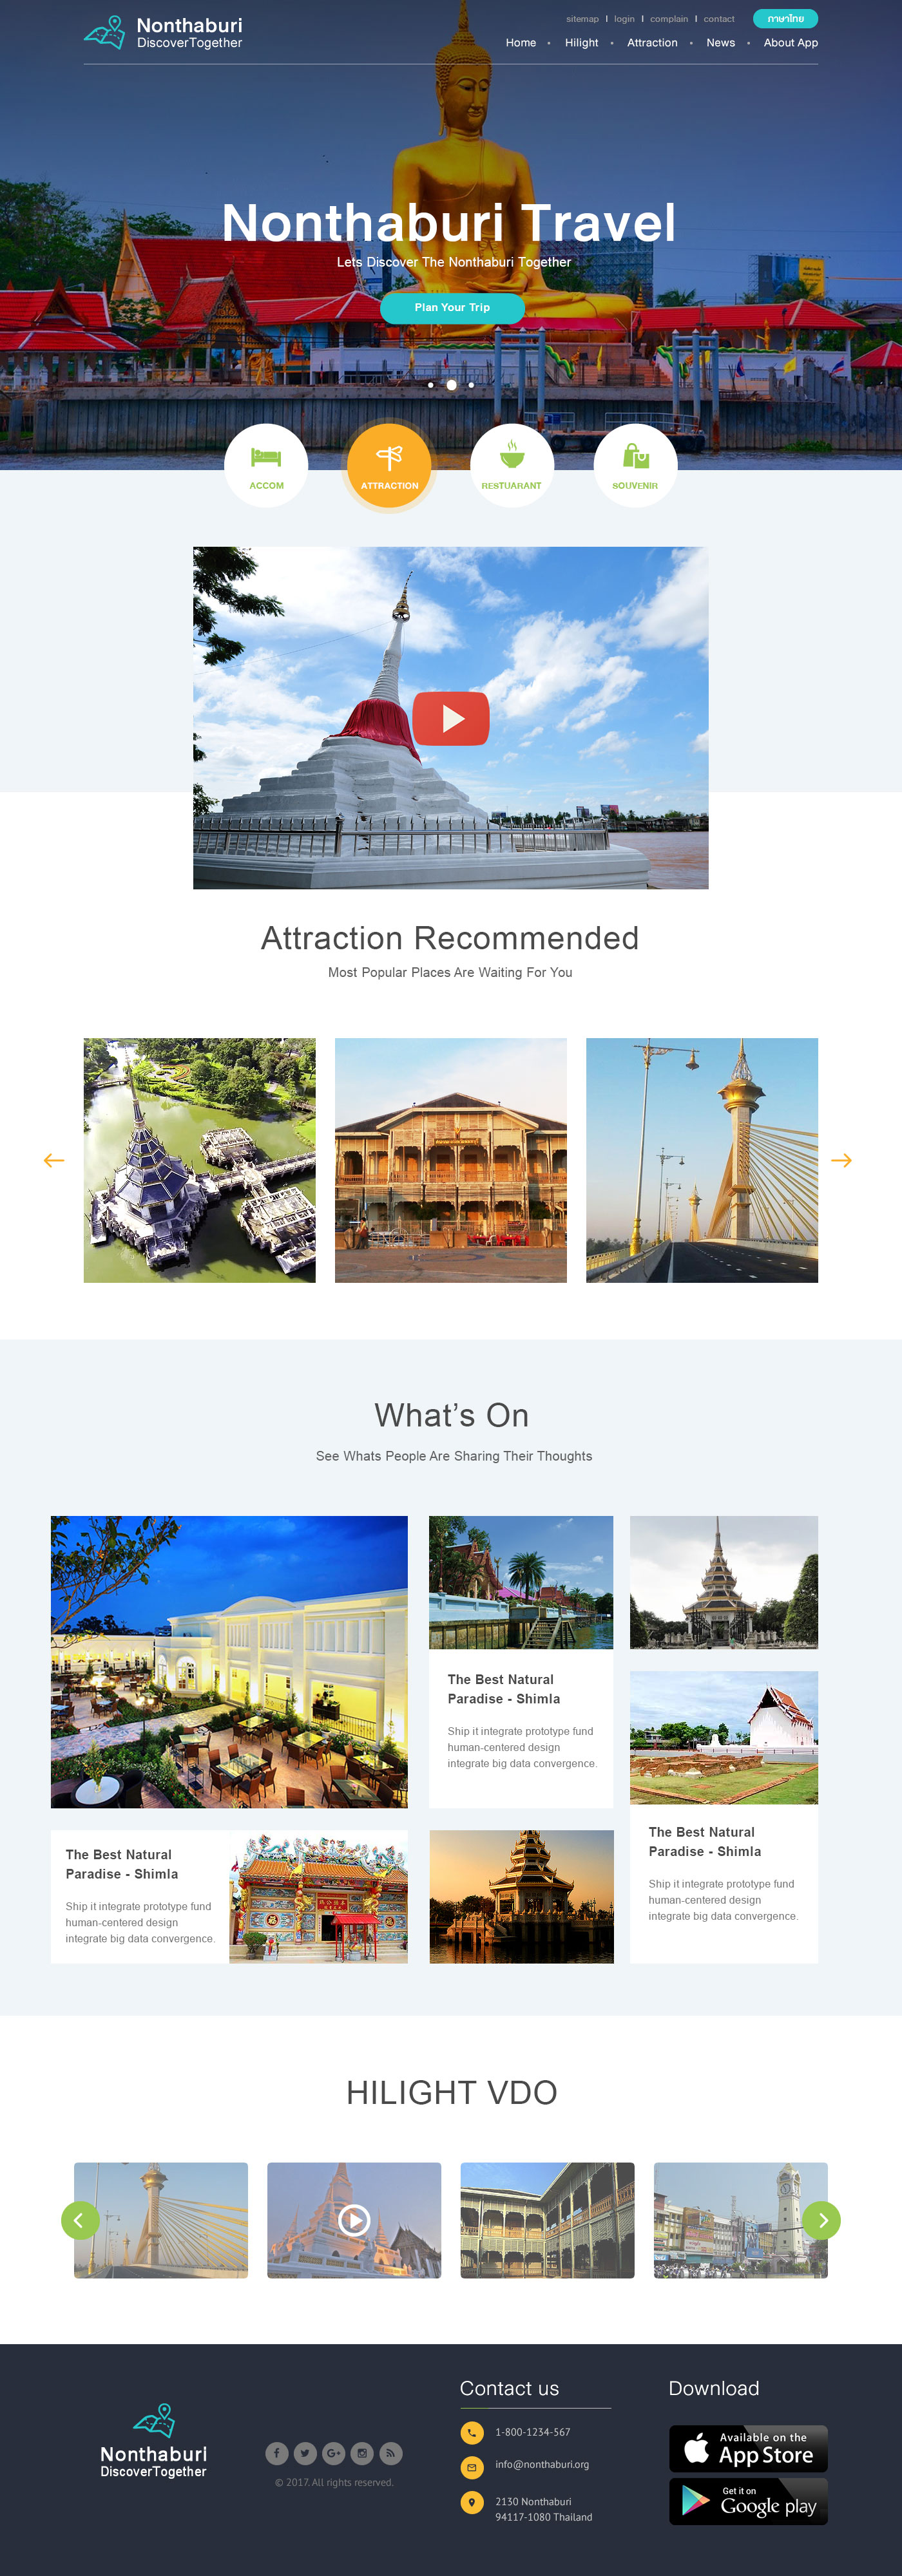 Nonthaburi
DiscoverTogether
sitemap | login | complain | contact
ภาษาไทย
Home • Hilight • Attraction • News • About App
Nonthaburi Travel
Lets Discover The Nonthaburi Together
Plan Your Trip
ACCOM
ATTRACTION
RESTUARANT
SOUVENIR
Attraction Recommended
Most Popular Places Are Waiting For You
What's On
See Whats People Are Sharing Their Thoughts
The Best Natural
Paradise - Shimla
Ship it integrate prototype fund
human-centered design
integrate big data convergence.
The Best Natural
Paradise - Shimla
Ship it integrate prototype fund
human-centered design
integrate big data convergence.
The Best Natural
Paradise - Shimla
Ship it integrate prototype fund
human-centered design
integrate big data convergence.
HILIGHT VDO
Nonthaburi
DiscoverTogether
© 2017. All rights reserved.
Contact us
1-800-1234-567
info@nonthaburi.org
2130 Nonthaburi
94117-1080 Thailand
Download
Available on the
App Store
Get it on
Google play